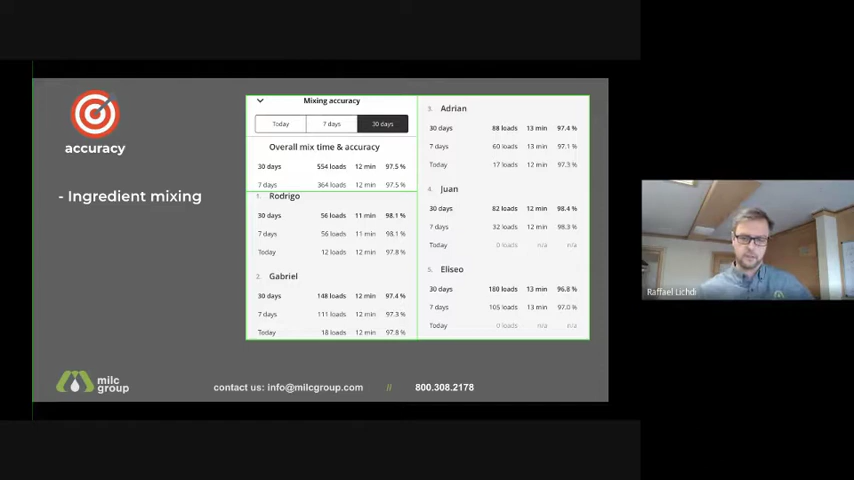 accuracy
- Ingredient mixing
Mixing accuracy
Today 7 days 30 days
Overall mix time & accuracy
30 days 554 loads 12 min 97.5 %
7 days 364 loads 12 min 97.5 %
1. Rodrigo
30 days 56 loads 11 min 98.1 %
7 days 56 loads 11 min 98.1 %
Today 12 loads 12 min 97.8 %
2. Gabriel
30 days 148 loads 12 min 97.4 %
7 days 111 loads 12 min 97.3 %
Today 18 loads 12 min 97.8 %
3. Adrian
30 days 88 loads 13 min 97.4 %
7 days 60 loads 13 min 97.1 %
Today 17 loads 12 min 97.3 %
4. Juan
30 days 82 loads 12 min 98.4 %
7 days 32 loads 12 min 98.3 %
Today 0 loads n/a n/a
5. Eliseo
30 days 180 loads 13 min 96.8 %
7 days 105 loads 13 min 97.0 %
Today 0 loads n/a n/a
milc
group
contact us: info@milcgroup.com // 800.308.2178
Raffael Lichdi